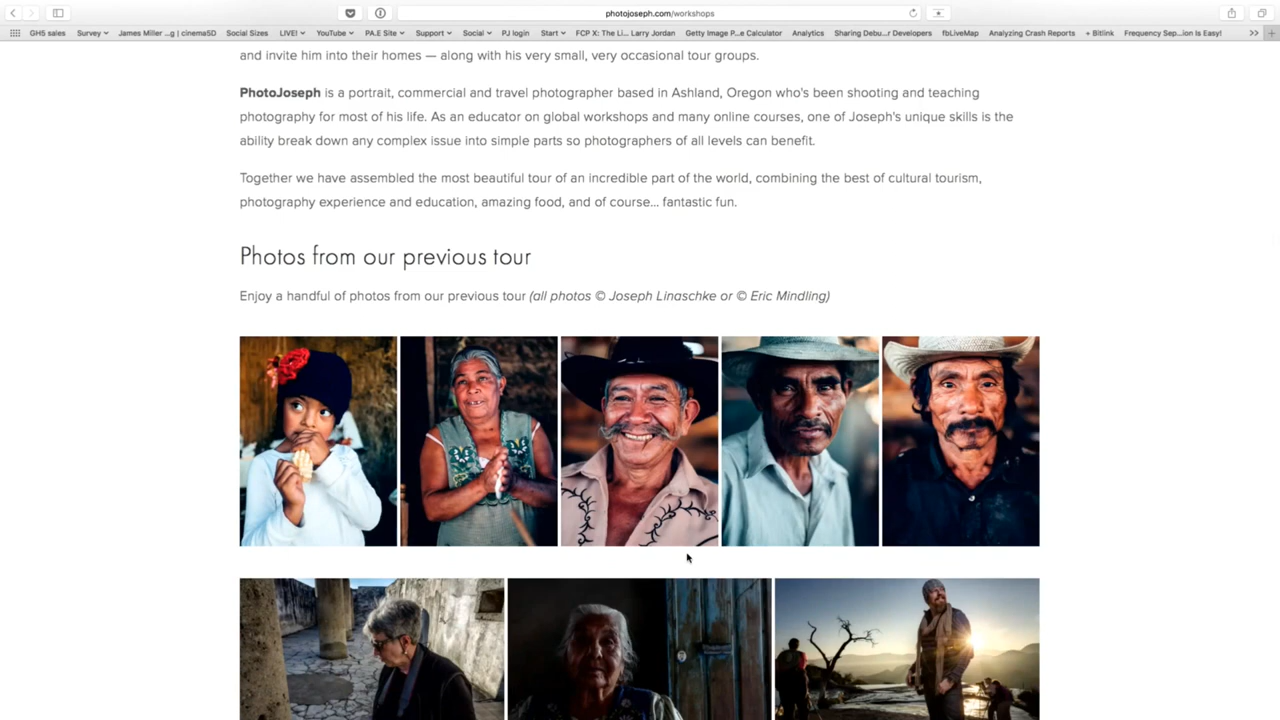 photojoseph.com/workshops
GH5 sales Survey James Miller ...g | cinema5D Social Sizes LIVE! YouTube PA.E Site Support Social PJ login Start FCP X: The Li... Larry Jordan Getty Image P...e Calculator Analytics Sharing Debu...r Developers fbLiveMap Analyzing Crash Reports + Bitlink Frequency Sep...ion Is Easy!
and invite him into their homes — along with his very small, very occasional tour groups.
PhotoJoseph is a portrait, commercial and travel photographer based in Ashland, Oregon who's been shooting and teaching
photography for most of his life. As an educator on global workshops and many online courses, one of Joseph's unique skills is the
ability break down any complex issue into simple parts so photographers of all levels can benefit.
Together we have assembled the most beautiful tour of an incredible part of the world, combining the best of cultural tourism,
photography experience and education, amazing food, and of course... fantastic fun.
Photos from our previous tour
Enjoy a handful of photos from our previous tour (all photos © Joseph Linaschke or © Eric Mindling)